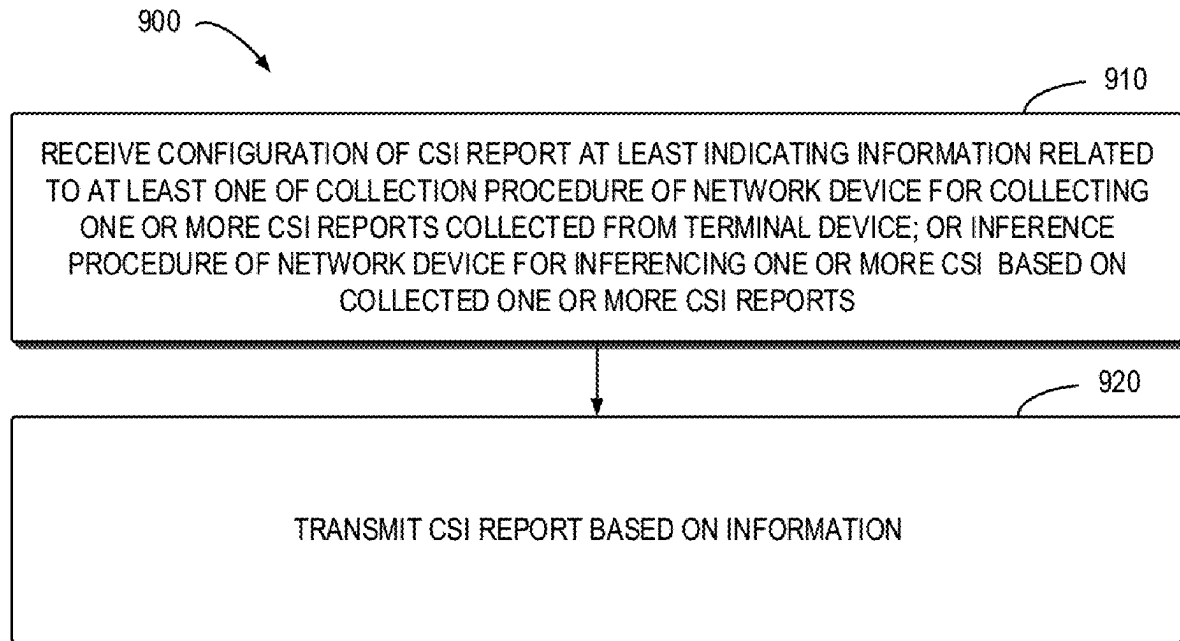 900
910
RECEIVE CONFIGURATION OF CSI REPORT AT LEAST INDICATING INFORMATION RELATED
TO AT LEAST ONE OF COLLECTION PROCEDURE OF NETWORK DEVICE FOR COLLECTING
ONE OR MORE CSI REPORTS COLLECTED FROM TERMINAL DEVICE; OR INFERENCE
PROCEDURE OF NETWORK DEVICE FOR INFERENCING ONE OR MORE CSI BASED ON
COLLECTED ONE OR MORE CSI REPORTS
920
TRANSMIT CSI REPORT BASED ON INFORMATION